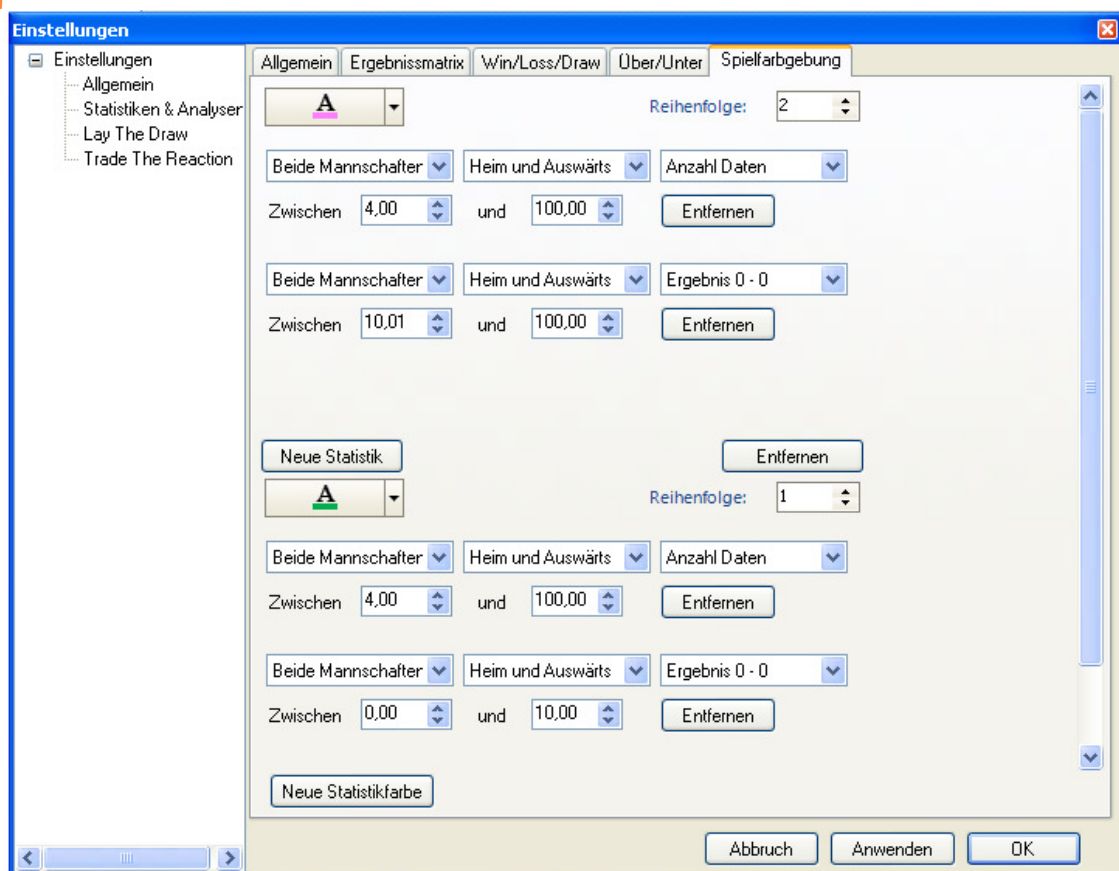 Einstellungen
Einstellungen
Allgemein
Statistiken & Analyser
Lay The Draw
Trade The Reaction
Allgemein Ergebnissmatrix Win/Loss/Draw Über/Unter Spielfarbgebung
A Reihenfolge: 2
Beide Mannschafter Heim und Auswärts Anzahl Daten
Zwischen 4,00 und 100,00 Entfernen
Beide Mannschafter Heim und Auswärts Ergebnis 0 - 0
Zwischen 10,01 und 100,00 Entfernen
Neue Statistik Entfernen
A Reihenfolge: 1
Beide Mannschafter Heim und Auswärts Anzahl Daten
Zwischen 4,00 und 100,00 Entfernen
Beide Mannschafter Heim und Auswärts Ergebnis 0 - 0
Zwischen 0,00 und 10,00 Entfernen
Neue Statistikfarbe
Abbruch Anwenden OK